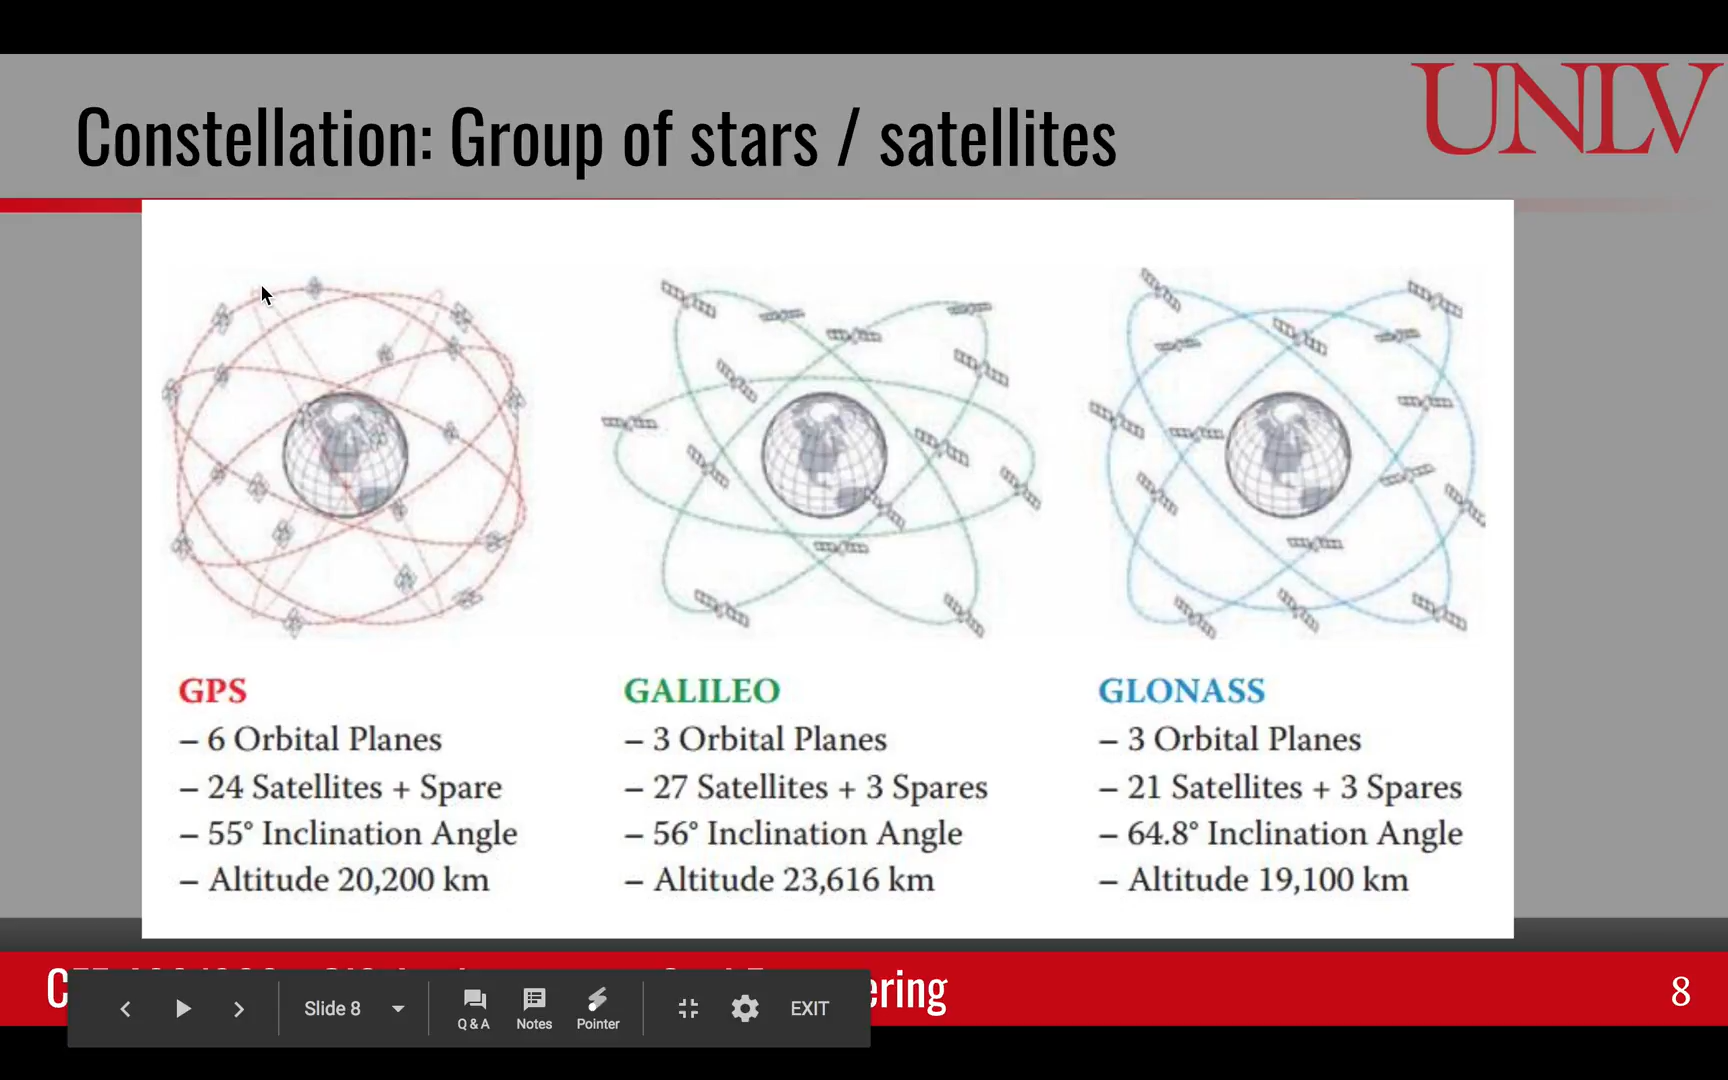 UNLV
Constellation: Group of stars / satellites
GPS
– 6 Orbital Planes
– 24 Satellites + Spare
– 55° Inclination Angle
– Altitude 20,200 km
GALILEO
– 3 Orbital Planes
– 27 Satellites + 3 Spares
– 56° Inclination Angle
– Altitude 23,616 km
GLONASS
– 3 Orbital Planes
– 21 Satellites + 3 Spares
– 64.8° Inclination Angle
– Altitude 19,100 km
ering
8
Slide 8
Q & A
Notes
Pointer
EXIT